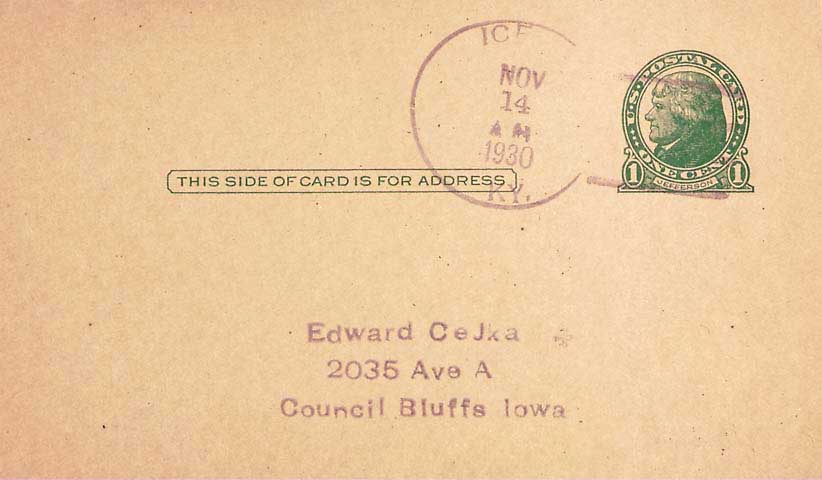 ICE
NOV
14
AM
1930
KY.
U.S. POSTAL CARD
ONE CENT
1 JEFFERSON 1
THIS SIDE OF CARD IS FOR ADDRESS
Edward CeJka
2035 Ave A
Council Bluffs Iowa